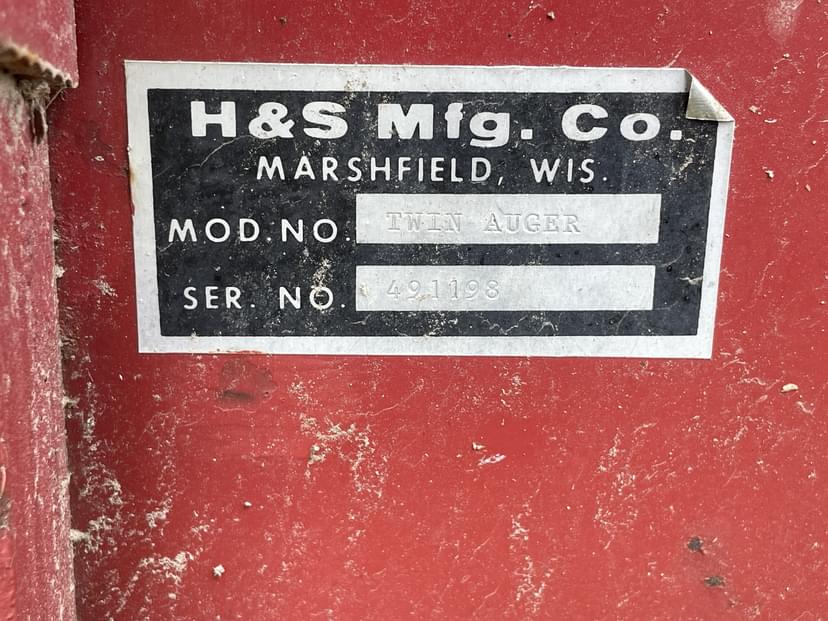 H&S Mfg. Co.
MARSHFIELD, WIS.
MOD.NO. TWIN AUGER
SER. NO. 491198